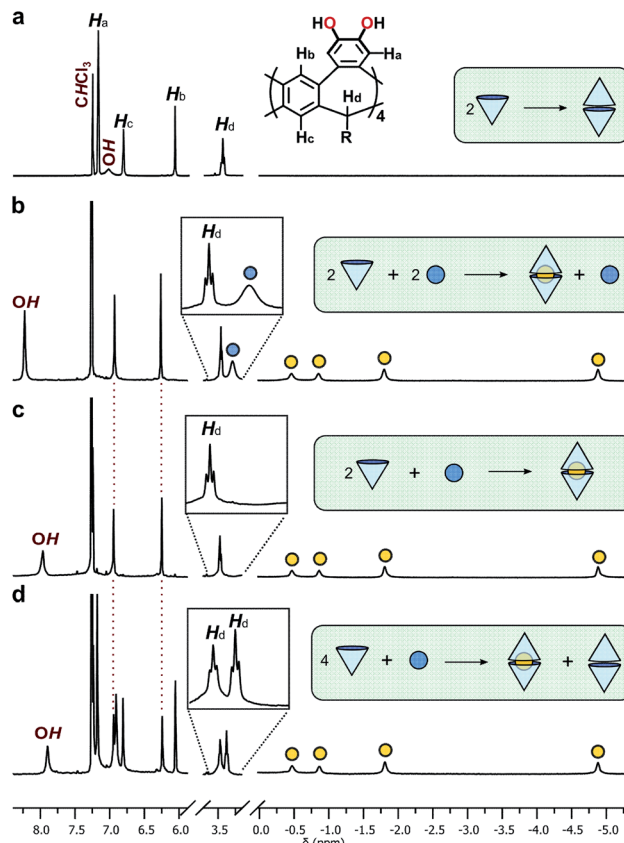 a
HO OH
Ha
CHCl3
Hb
Ha
OH
Hc
Hb
Hd
Hd
4
Hc
R
2
b
Hd
OH
2 + 2 +
c
Hd
OH
2 +
d
Hd Hd
OH
4 + +
8.0 7.5 7.0 6.5 6.0 3.5 0.0 -0.5 -1.0 -1.5 -2.0 -2.5 -3.0 -3.5 -4.0 -4.5 -5.0
δ (ppm)